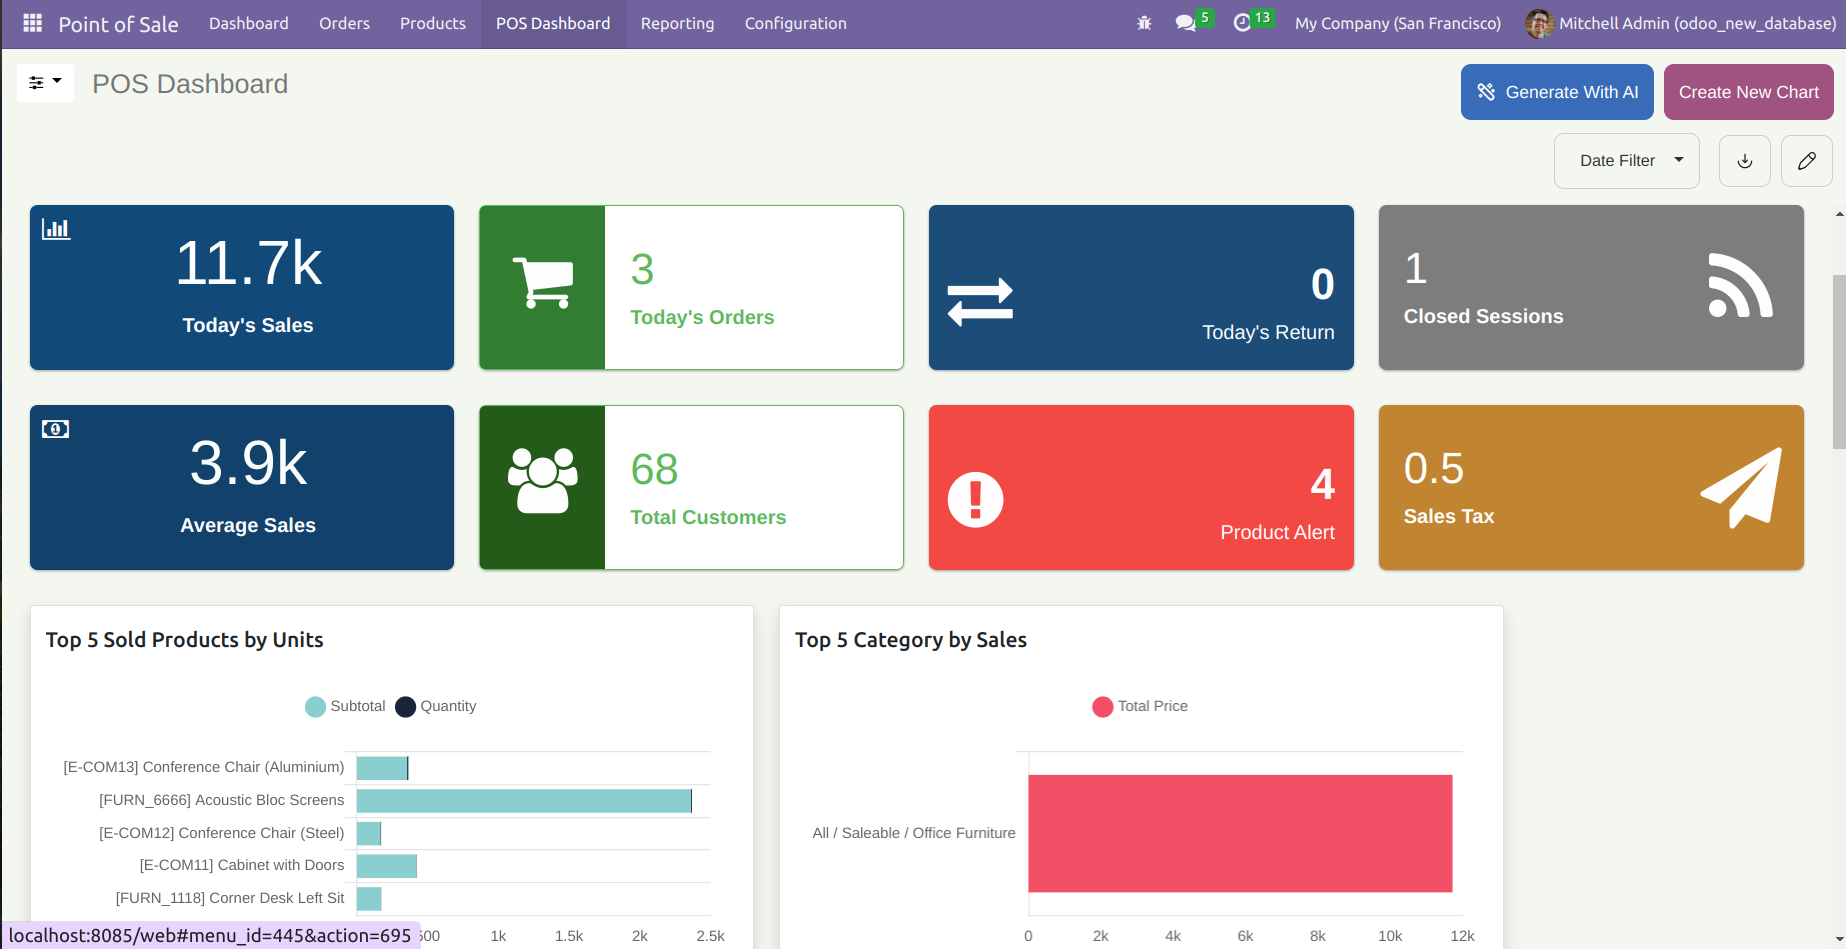 Point of Sale Dashboard Orders Products POS Dashboard Reporting Configuration 5 13 My Company (San Francisco) Mitchell Admin (odoo_new_database)
POS Dashboard
Generate With AI
Create New Chart
Date Filter
11.7k
Today's Sales
3
Today's Orders
0
Today's Return
1
Closed Sessions
3.9k
Average Sales
68
Total Customers
4
Product Alert
0.5
Sales Tax
Top 5 Sold Products by Units
Subtotal Quantity
[E-COM13] Conference Chair (Aluminium)
[FURN_6666] Acoustic Bloc Screens
[E-COM12] Conference Chair (Steel)
[E-COM11] Cabinet with Doors
[FURN_1118] Corner Desk Left Sit
1k 1.5k 2k 2.5k
Top 5 Category by Sales
Total Price
All / Saleable / Office Furniture
0 2k 4k 6k 8k 10k 12k
localhost:8085/web#menu_id=445&action=695